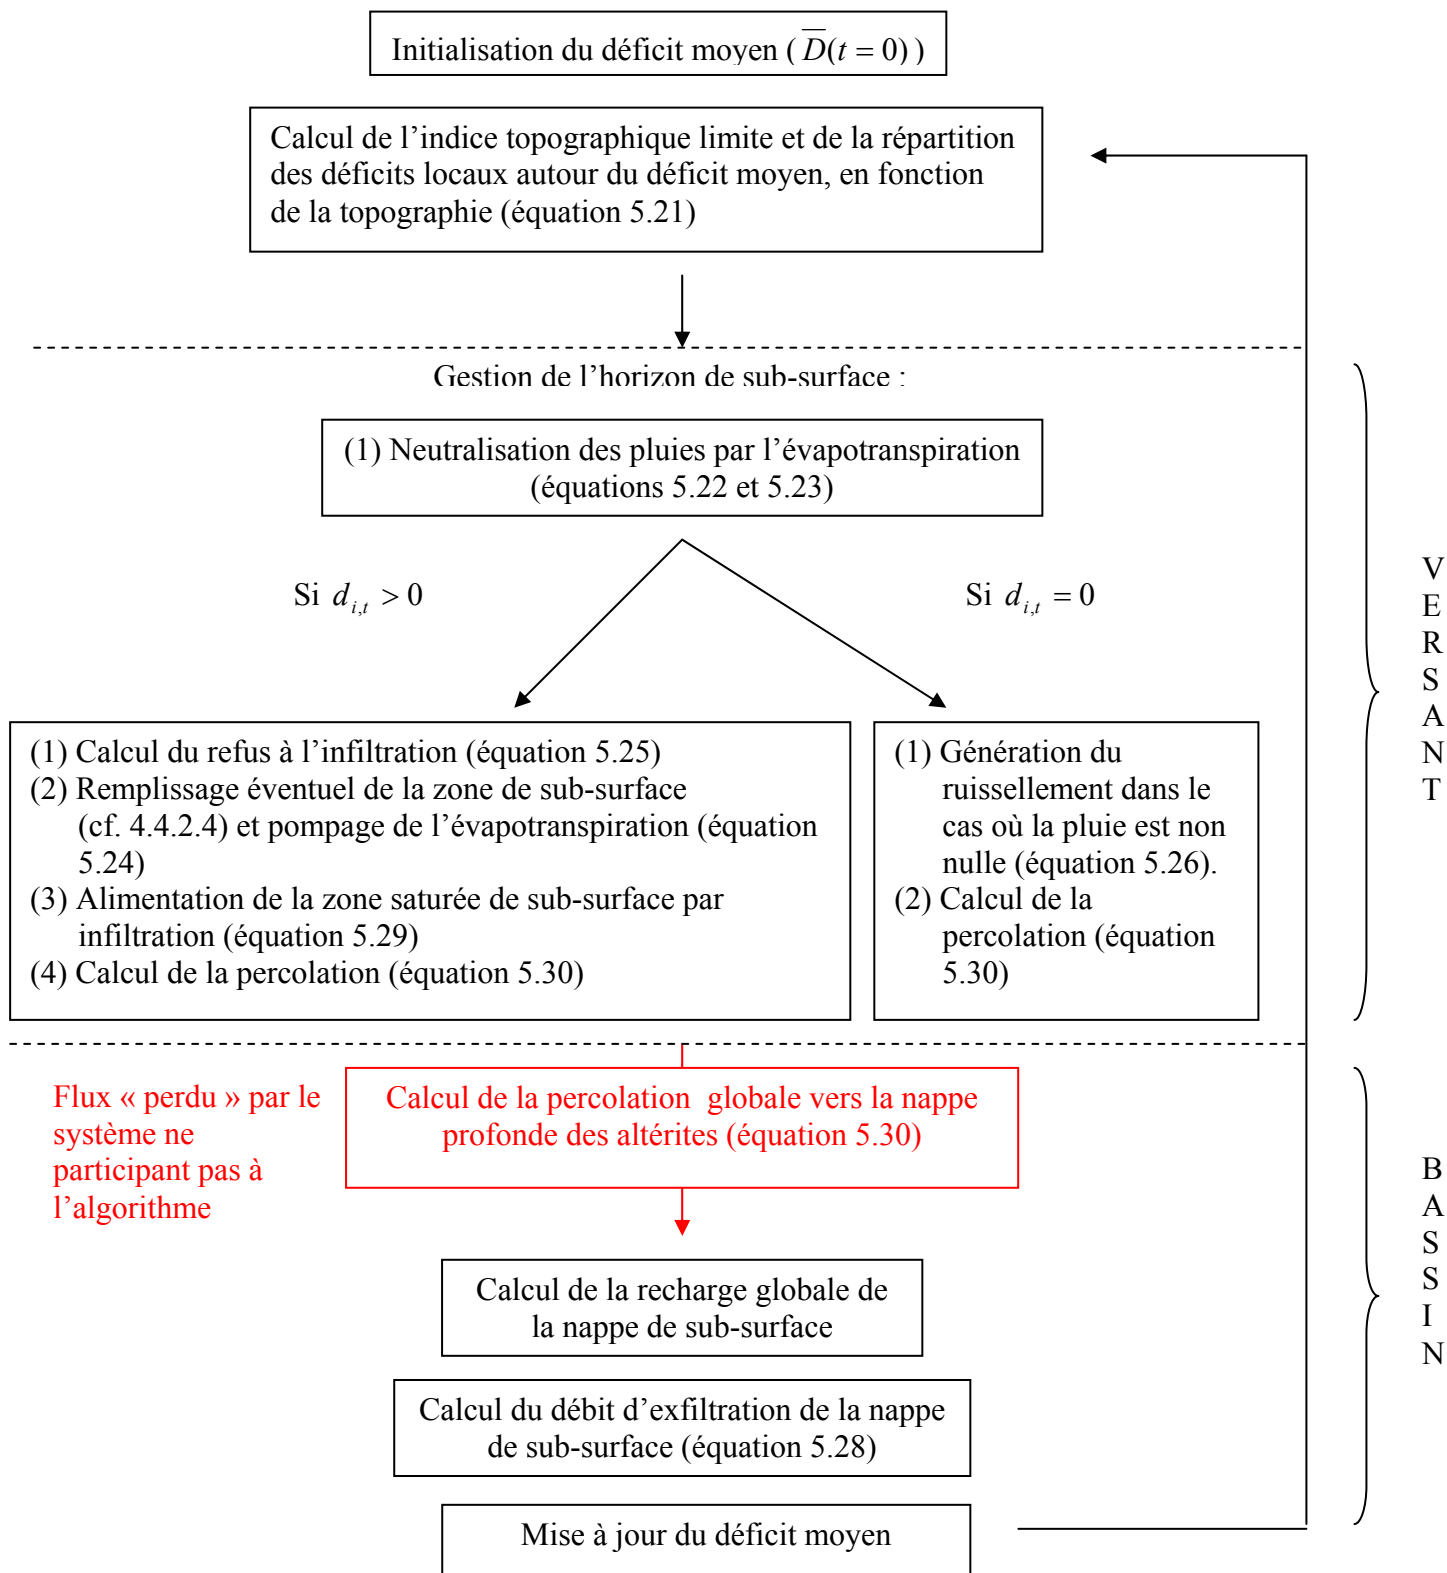 Initialisation du déficit moyen ( D̅(t = 0) )
Calcul de l’indice topographique limite et de la répartition
des déficits locaux autour du déficit moyen, en fonction
de la topographie (équation 5.21)
Gestion de l’horizon de sub-surface :
(1) Neutralisation des pluies par l’évapotranspiration
(équations 5.22 et 5.23)
Si d_{i,t} > 0
Si d_{i,t} = 0
(1) Calcul du refus à l’infiltration (équation 5.25)
(2) Remplissage éventuel de la zone de sub-surface
(cf. 4.4.2.4) et pompage de l’évapotranspiration (équation
5.24)
(3) Alimentation de la zone saturée de sub-surface par
infiltration (équation 5.29)
(4) Calcul de la percolation (équation 5.30)
(1) Génération du
ruissellement dans le
cas où la pluie est non
nulle (équation 5.26).
(2) Calcul de la
percolation (équation
5.30)
V
E
R
S
A
N
T
Flux « perdu » par le
système ne
participant pas à
l’algorithme
Calcul de la percolation globale vers la nappe
profonde des altérites (équation 5.30)
Calcul de la recharge globale de
la nappe de sub-surface
Calcul du débit d’exfiltration de la nappe
de sub-surface (équation 5.28)
Mise à jour du déficit moyen
B
A
S
S
I
N